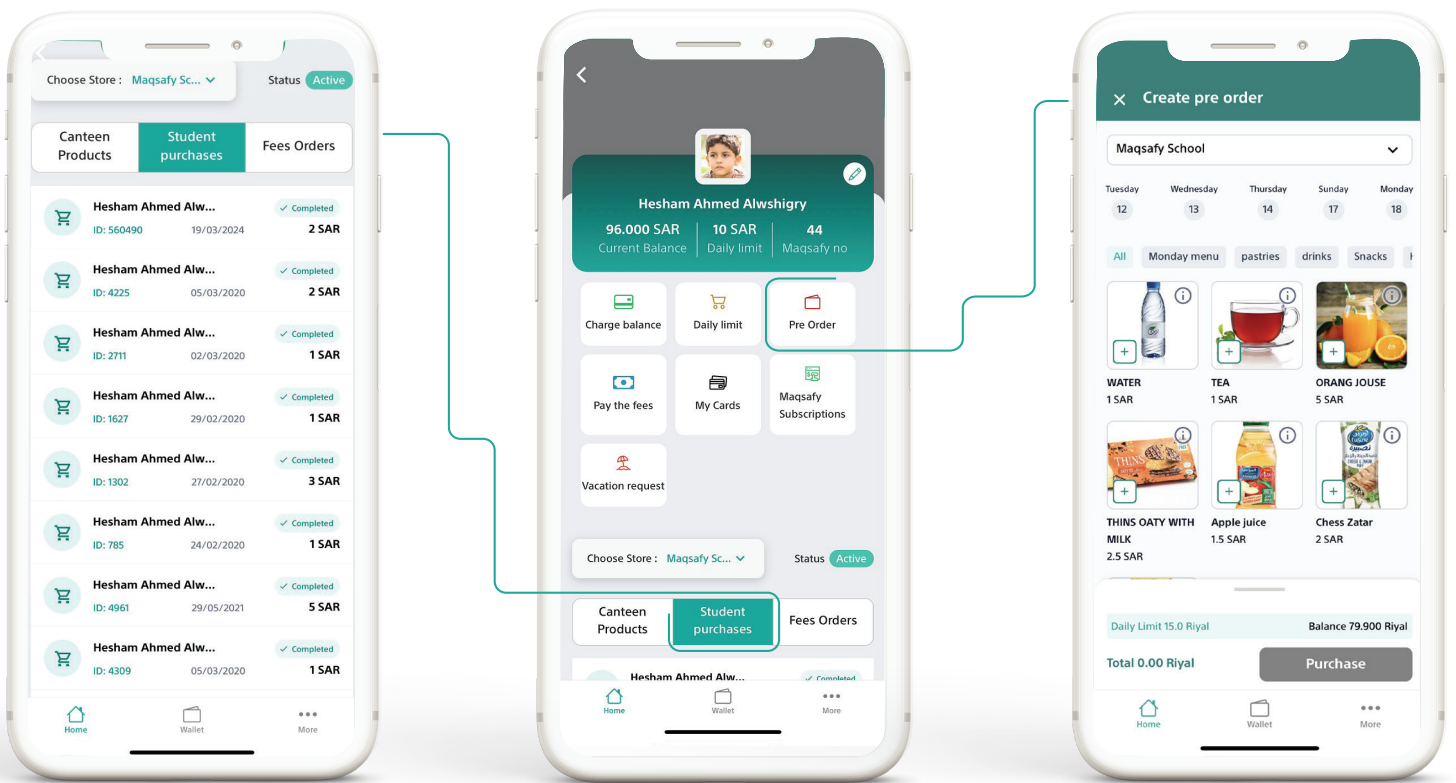 Choose Store : Maqsafy Sc...
Status Active
Canteen Products
Student purchases
Fees Orders
Hesham Ahmed Alw...
✓ Completed
ID: 560490
19/03/2024
2 SAR
Hesham Ahmed Alw...
✓ Completed
ID: 4225
05/03/2020
2 SAR
Hesham Ahmed Alw...
✓ Completed
ID: 2711
02/03/2020
1 SAR
Hesham Ahmed Alw...
✓ Completed
ID: 1627
29/02/2020
1 SAR
Hesham Ahmed Alw...
✓ Completed
ID: 1302
27/02/2020
3 SAR
Hesham Ahmed Alw...
✓ Completed
ID: 785
24/02/2020
1 SAR
Hesham Ahmed Alw...
✓ Completed
ID: 4961
29/05/2021
5 SAR
Hesham Ahmed Alw...
✓ Completed
ID: 4309
05/03/2020
1 SAR
Home
Wallet
More
Hesham Ahmed Alwshigry
96.000 SAR
Current Balance
10 SAR
Daily limit
44
Maqsafy no
Charge balance
Daily limit
Pre Order
Pay the fees
My Cards
Maqsafy
Subscriptions
Vacation request
Choose Store : Maqsafy Sc...
Status Active
Canteen
Products
Student
purchases
Fees Orders
Hesham Ahmed Alw...
✓ Completed
Home
Wallet
More
Create pre order
Maqsafy School
Tuesday
12
Wednesday
13
Thursday
14
Sunday
17
Monday
18
All
Monday menu
pastries
drinks
Snacks
WATER
1 SAR
TEA
1 SAR
ORANG JOUSE
5 SAR
THINS
THINS OATY WITH
MILK
2.5 SAR
Apple juice
1.5 SAR
Chess Zatar
2 SAR
Daily Limit 15.0 Riyal
Balance 79.900 Riyal
Total 0.00 Riyal
Purchase
Home
Wallet
More